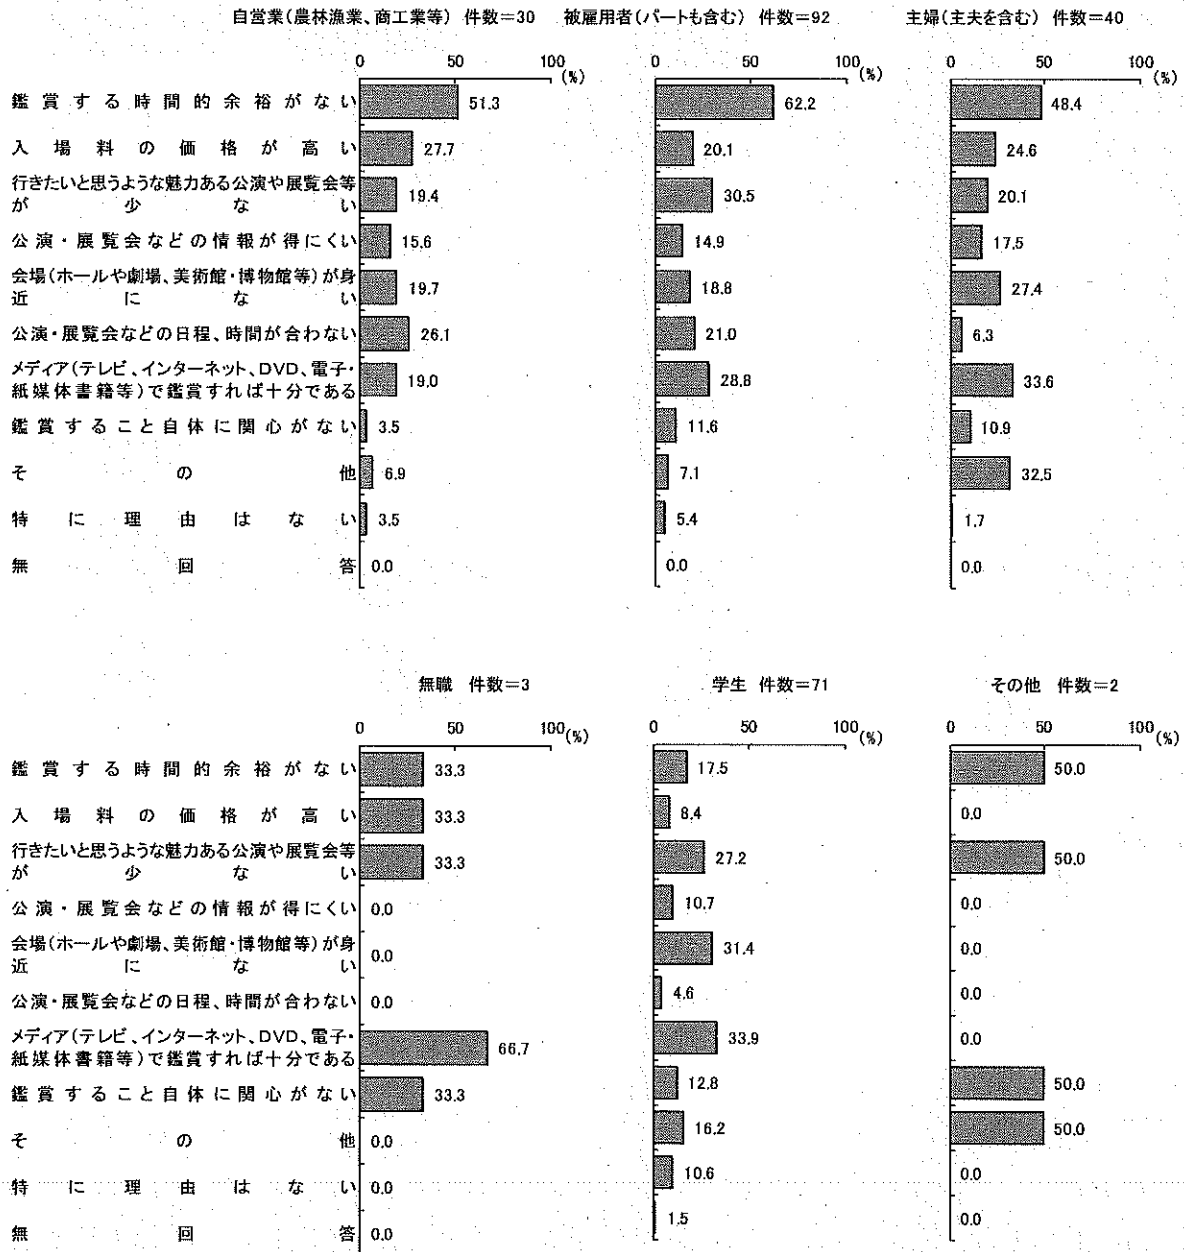 自営業(農林漁業、商工業等) 件数=30 被雇用者(パートも含む) 件数=92 主婦(主夫を含む) 件数=40
0 50 100 (%) 0 50 100 (%) 0 50 100 (%)
鑑賞する時間的余裕がない 51.3 62.2 48.4
入場料の価格が高い 27.7 20.1 24.6
行きたいと思うような魅力ある公演や展覧会等
が少ない 19.4 30.5 20.1
公演・展覧会などの情報が得にくい 15.6 14.9 17.5
会場(ホールや劇場、美術館・博物館等)が身
近にない 19.7 18.8 27.4
公演・展覧会などの日程、時間が合わない 26.1 21.0 6.3
メディア(テレビ、インターネット、DVD、電子・
紙媒体書籍等)で鑑賞すれば十分である 19.0 28.8 33.6
鑑賞すること自体に関心がない 3.5 11.6 10.9
その他 6.9 7.1 32.5
特に理由はない 3.5 5.4 1.7
無回答 0.0 0.0 0.0
無職 件数=3 学生 件数=71 その他 件数=2
0 50 100 (%) 0 50 100 (%) 0 50 100 (%)
鑑賞する時間的余裕がない 33.3 17.5 50.0
入場料の価格が高い 33.3 8.4 0.0
行きたいと思うような魅力ある公演や展覧会等
が少ない 33.3 27.2 50.0
公演・展覧会などの情報が得にくい 0.0 10.7 0.0
会場(ホールや劇場、美術館・博物館等)が身
近にない 0.0 31.4 0.0
公演・展覧会などの日程、時間が合わない 0.0 4.6 0.0
メディア(テレビ、インターネット、DVD、電子・
紙媒体書籍等)で鑑賞すれば十分である 66.7 33.9 0.0
鑑賞すること自体に関心がない 33.3 12.8 50.0
その他 0.0 16.2 50.0
特に理由はない 0.0 10.6 0.0
無回答 0.0 1.5 0.0